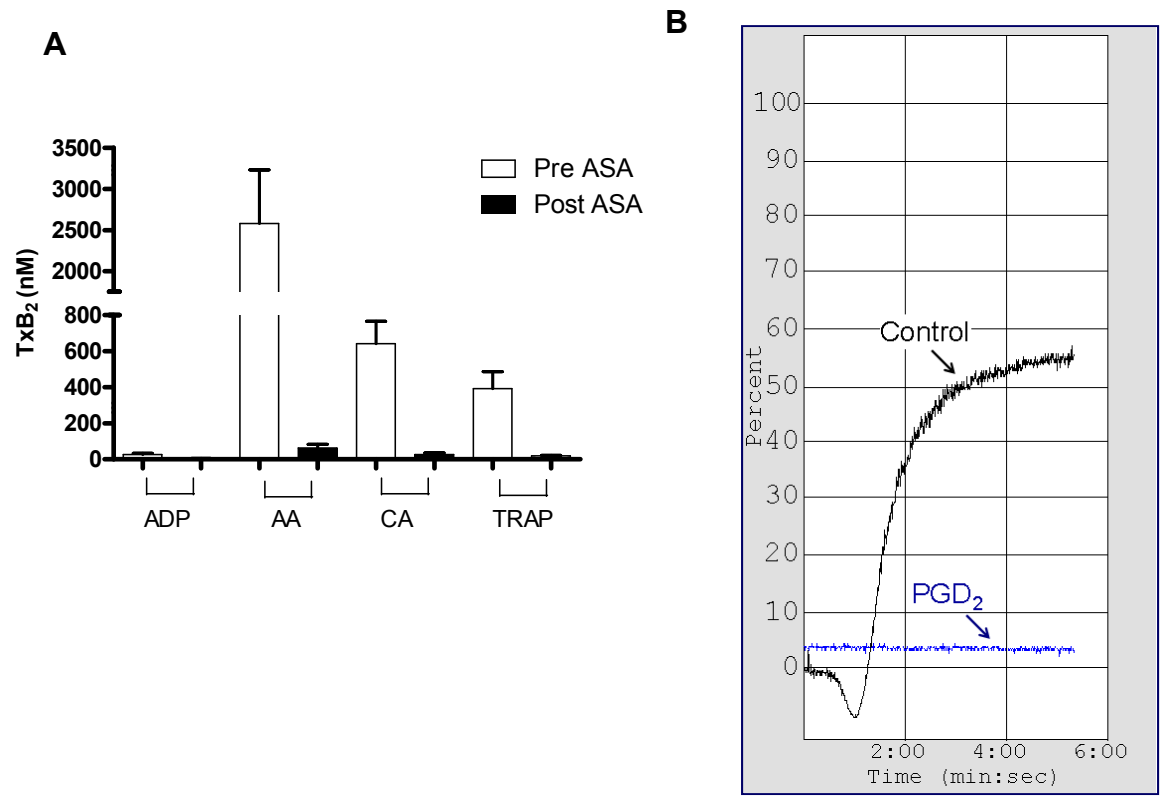 A
3500
3000
2500
2000
800
600
400
200
0
TxB2 (nM)
Pre ASA
Post ASA
ADP
AA
CA
TRAP
B
100
90
80
70
60
50
40
30
20
10
0
Percent
Control
PGD2
2:00
4:00
6:00
Time (min:sec)